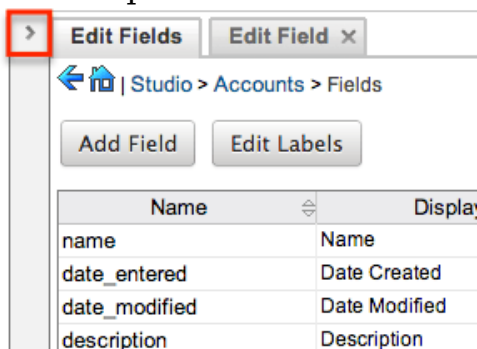 Edit Fields Edit Field
| Studio > Accounts > Fields
Add Field Edit Labels
Name Display
name Name
date_entered Date Created
date_modified Date Modified
description Description